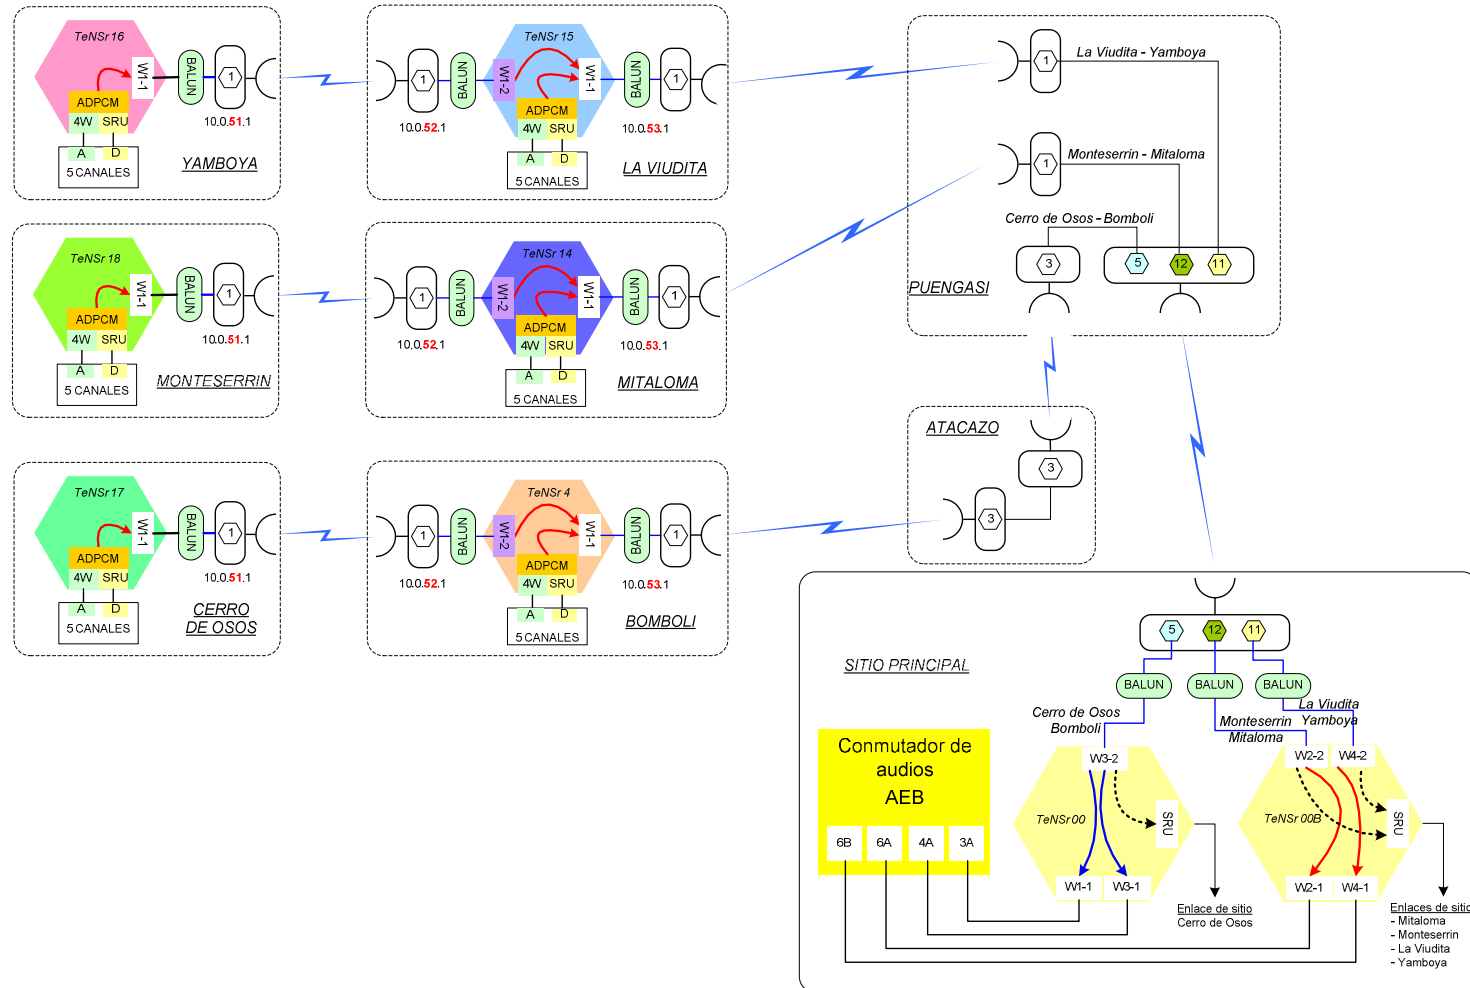 TeNSr 16
W1-1
BALUN
1
ADPCM
4W SRU
A D
5 CANALES
10.0.51.1
YAMBOYA
TeNSr 15
1
BALUN
W1-2
W1-1
BALUN
1
ADPCM
4W SRU
A D
5 CANALES
10.0.52.1
10.0.53.1
LA VIUDITA
1
La Viudita - Yamboya
1
Monteserrin - Mitaloma
Cerro de Osos - Bomboli
3
5 12 11
PUENGASI
TeNSr 18
W1-1
BALUN
1
ADPCM
4W SRU
A D
5 CANALES
10.0.51.1
MONTESERRIN
TeNSr 14
1
BALUN
W1-2
W1-1
BALUN
1
ADPCM
4W SRU
A D
5 CANALES
10.0.52.1
10.0.53.1
MITALOMA
ATACAZO
3
3
TeNSr 17
W1-1
BALUN
1
ADPCM
4W SRU
A D
5 CANALES
10.0.51.1
CERRO
DE OSOS
TeNSr 4
1
BALUN
W1-2
W1-1
BALUN
1
ADPCM
4W SRU
A D
5 CANALES
10.0.52.1
10.0.53.1
BOMBOLI
5 12 11
SITIO PRINCIPAL
BALUN BALUN BALUN
Cerro de Osos
Bomboli
Monteserrin
Mitaloma
La Viudita
Yamboya
Conmutador de
audios
AEB
6B 6A 4A 3A
W3-2
TeNSr 00
SRU
W1-1 W3-1
Enlace de sitio
Cerro de Osos
W2-2 W4-2
TeNSr 00B
SRU
W2-1 W4-1
Enlaces de sitio
- Mitaloma
- Monteserrin
- La Viudita
- Yamboya